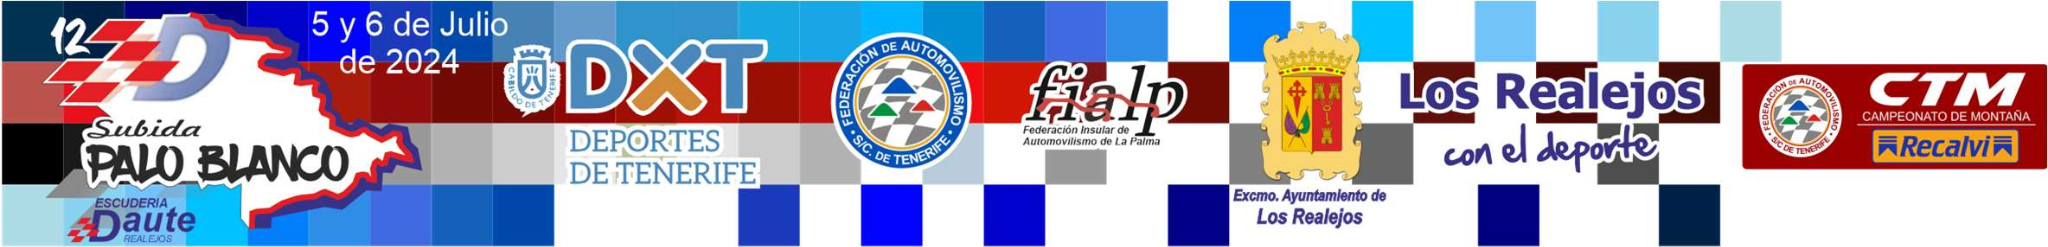 12
5 y 6 de Julio
de 2024
Subida
PALO BLANCO
ESCUDERIA
Daute
REALEJOS
CABILDO DE TENERIFE
DXT
DEPORTES
DE TENERIFE
FEDERACIÓN DE AUTOMOVILISMO
• S/C. DE TENERIFE •
fialp
Federación Insular de
Automovilismo de La Palma
Excmo. Ayuntamiento de
Los Realejos
Los Realejos
con el deporte
FEDERACIÓN DE AUTOMOVILISMO
• S/C. DE TENERIFE •
CTM
CAMPEONATO DE MONTAÑA
Recalvi